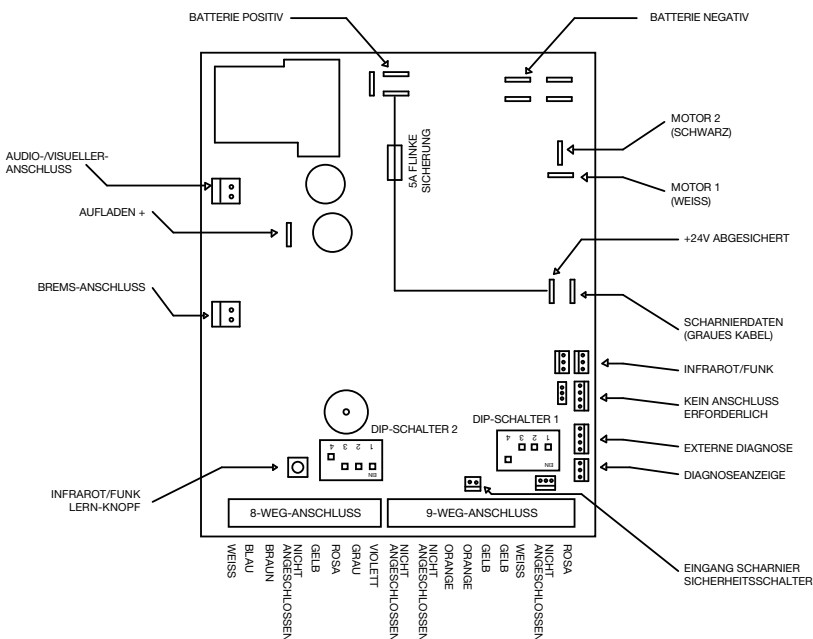 BATTERIE POSITIV
BATTERIE NEGATIV
MOTOR 2
(SCHWARZ)
AUDIO-/VISUELLER-
ANSCHLUSS
5A FLINKE
SICHERUNG
MOTOR 1
(WEISS)
AUFLADEN +
+24V ABGESICHERT
BREMS-ANSCHLUSS
SCHARNIERDATEN
(GRAUES KABEL)
INFRAROT/FUNK
KEIN ANSCHLUSS
ERFORDERLICH
DIP-SCHALTER 2
DIP-SCHALTER 1
4 3 2 1
EIN
4 3 2 1
EIN
EXTERNE DIAGNOSE
DIAGNOSEANZEIGE
INFRAROT/FUNK
LERN-KNOPF
8-WEG-ANSCHLUSS
9-WEG-ANSCHLUSS
WEISS
BLAU
BRAUN
NICHT
ANGESCHLOSSEN
GELB
ROSA
GRAU
VIOLETT
NICHT
ANGESCHLOSSEN
NICHT
ANGESCHLOSSEN
ORANGE
ORANGE
GELB
GELB
WEISS
NICHT
ANGESCHLOSSEN
ROSA
EINGANG SCHARNIER
SICHERHEITSSCHALTER